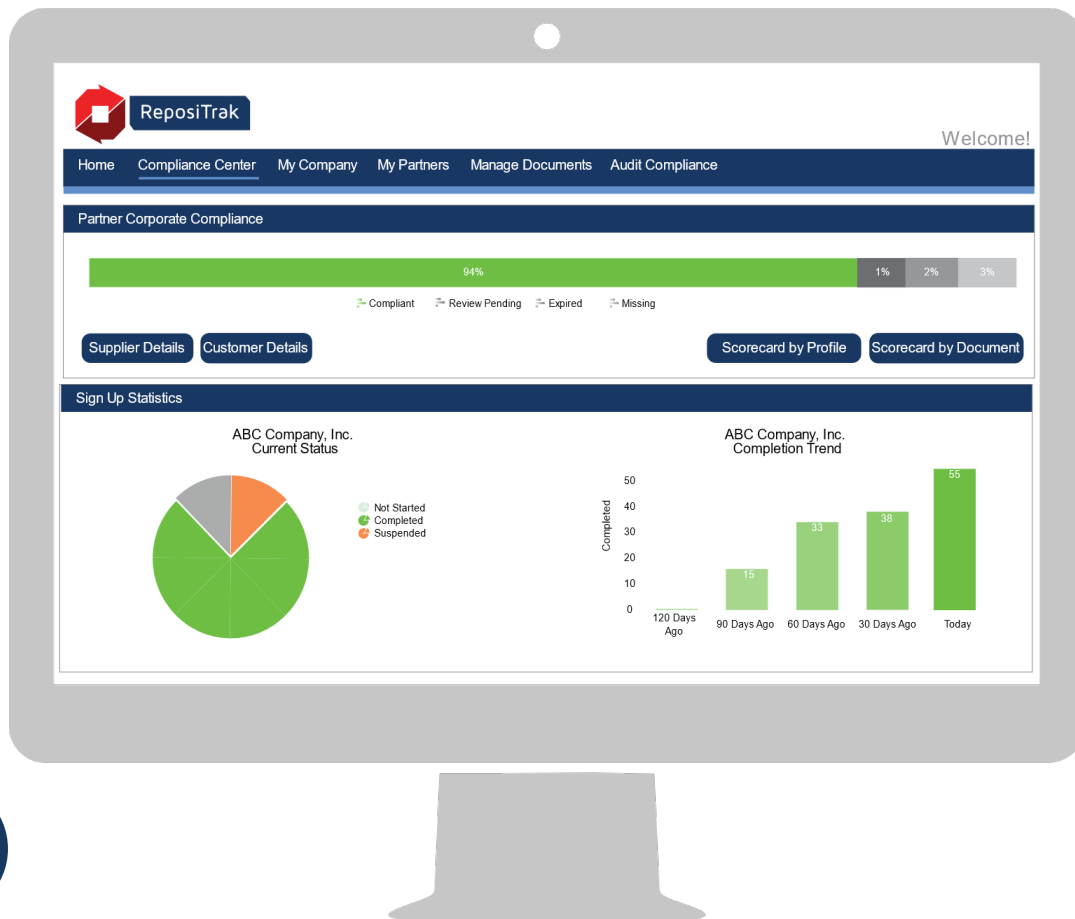 ReposiTrak
Welcome!
Home Compliance Center My Company My Partners Manage Documents Audit Compliance
Partner Corporate Compliance
94% 1% 2% 3%
Compliant Review Pending Expired Missing
Supplier Details Customer Details Scorecard by Profile Scorecard by Document
Sign Up Statistics
ABC Company, Inc.
Current Status
Not Started
Completed
Suspended
ABC Company, Inc.
Completion Trend
Completed
50
40
30
20
10
0
15 33 38 55
120 Days
Ago
90 Days Ago 60 Days Ago 30 Days Ago Today